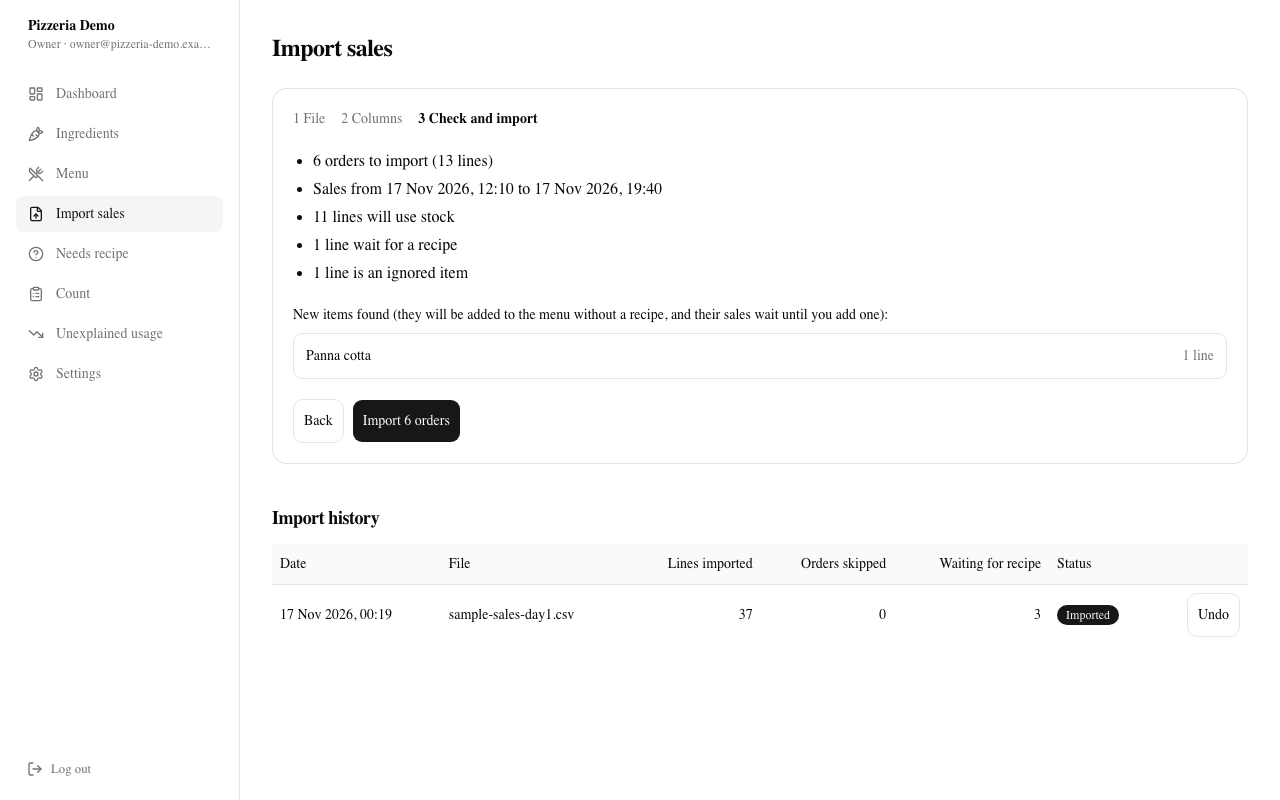 Pizzeria Demo
Owner · owner@pizzeria-demo.exa…
Dashboard
Ingredients
Menu
Import sales
Needs recipe
Count
Unexplained usage
Settings
Log out
Import sales
1 File 2 Columns 3 Check and import
6 orders to import (13 lines)
Sales from 17 Nov 2026, 12:10 to 17 Nov 2026, 19:40
11 lines will use stock
1 line wait for a recipe
1 line is an ignored item
New items found (they will be added to the menu without a recipe, and their sales wait until you add one):
Panna cotta 1 line
Back Import 6 orders
Import history
Date File Lines imported Orders skipped Waiting for recipe Status
17 Nov 2026, 00:19 sample-sales-day1.csv 37 0 3 Imported Undo